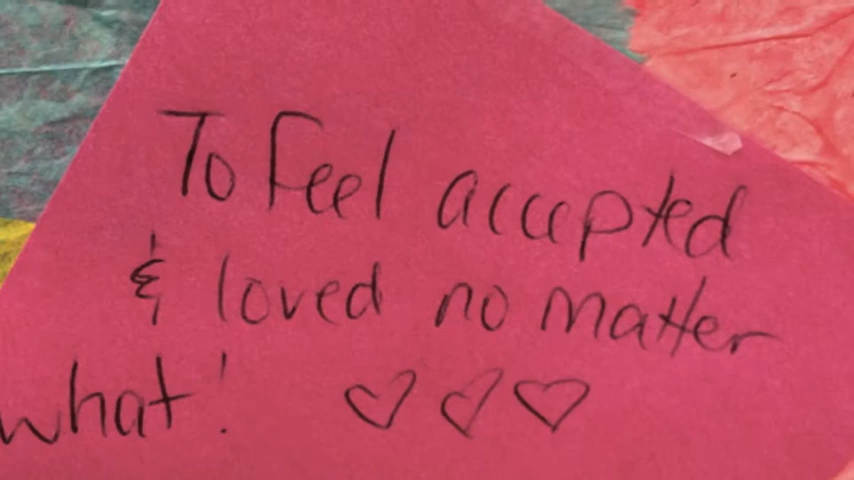 To feel accepted
& loved no matter
what! ♡♡♡